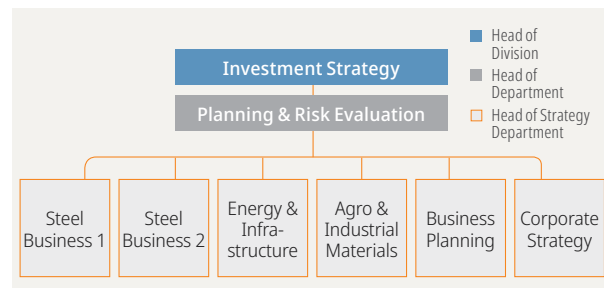 Investment Strategy
Planning & Risk Evaluation
Head of
Division
Head of
Department
Head of Strategy
Department
Steel
Business 1
Steel
Business 2
Energy &
Infra-
structure
Agro &
Industrial
Materials
Business
Planning
Corporate
Strategy